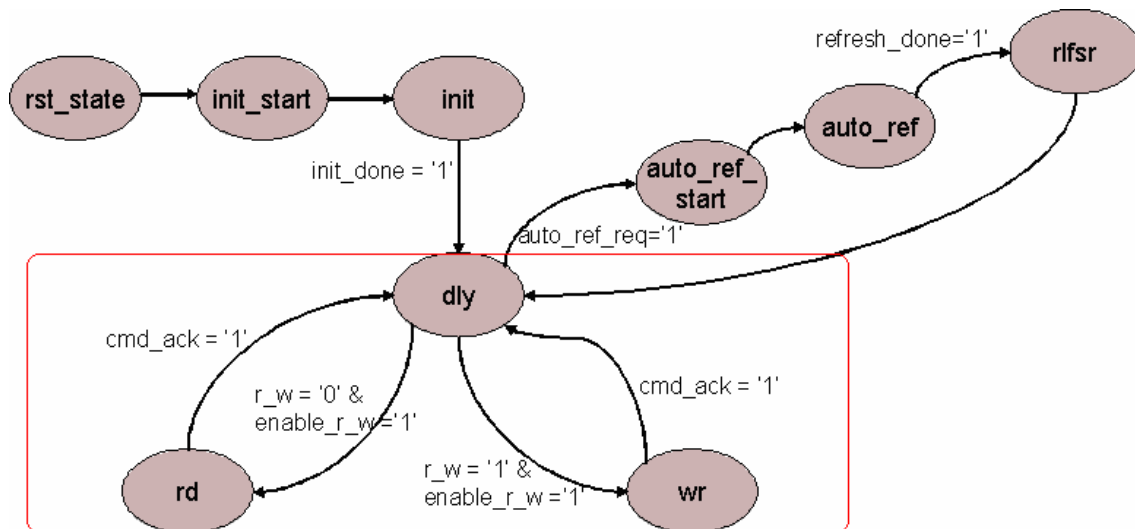 refresh_done='1'
rlfsr
rst_state
init_start
init
auto_ref
init_done = '1'
auto_ref_
start
auto_ref_req='1'
dly
cmd_ack = '1'
cmd_ack = '1'
r_w = '0' &
enable_r_w ='1'
r_w = '1' &
enable_r_w ='1'
rd
wr